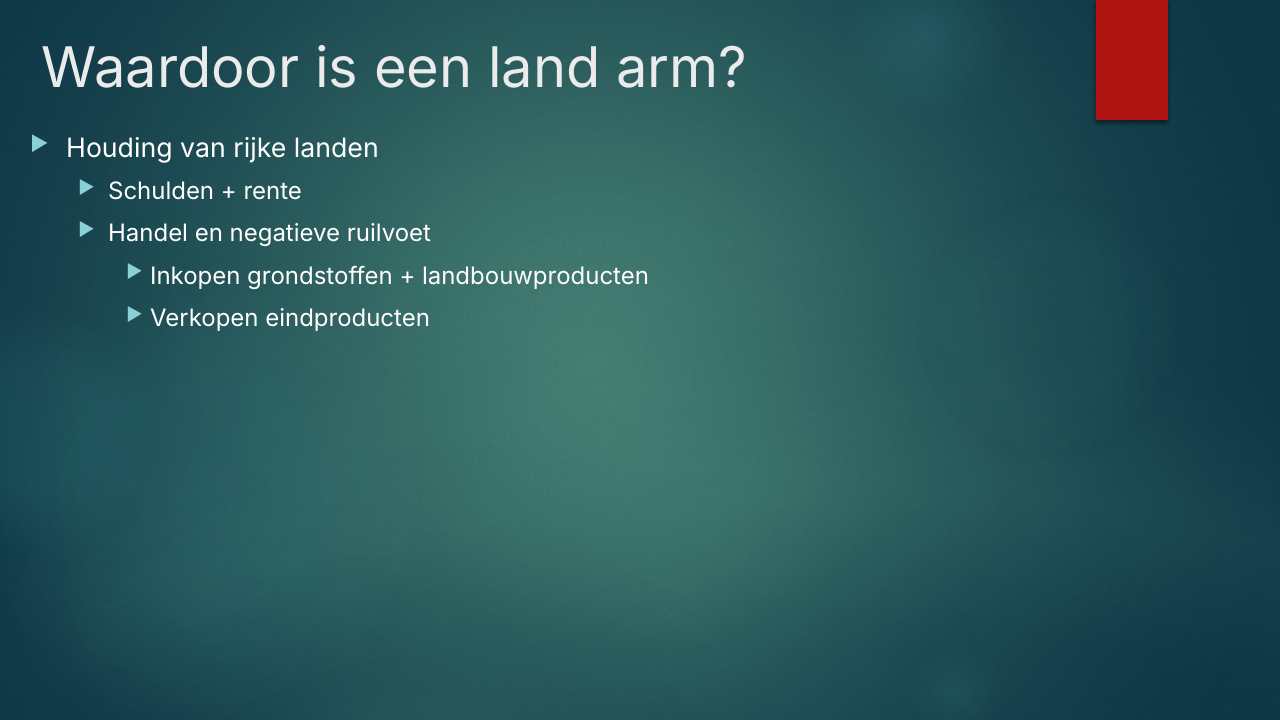 Waardoor is een land arm?
Houding van rijke landen
Schulden + rente
Handel en negatieve ruilvoet
Inkopen grondstoffen + landbouwproducten
Verkopen eindproducten